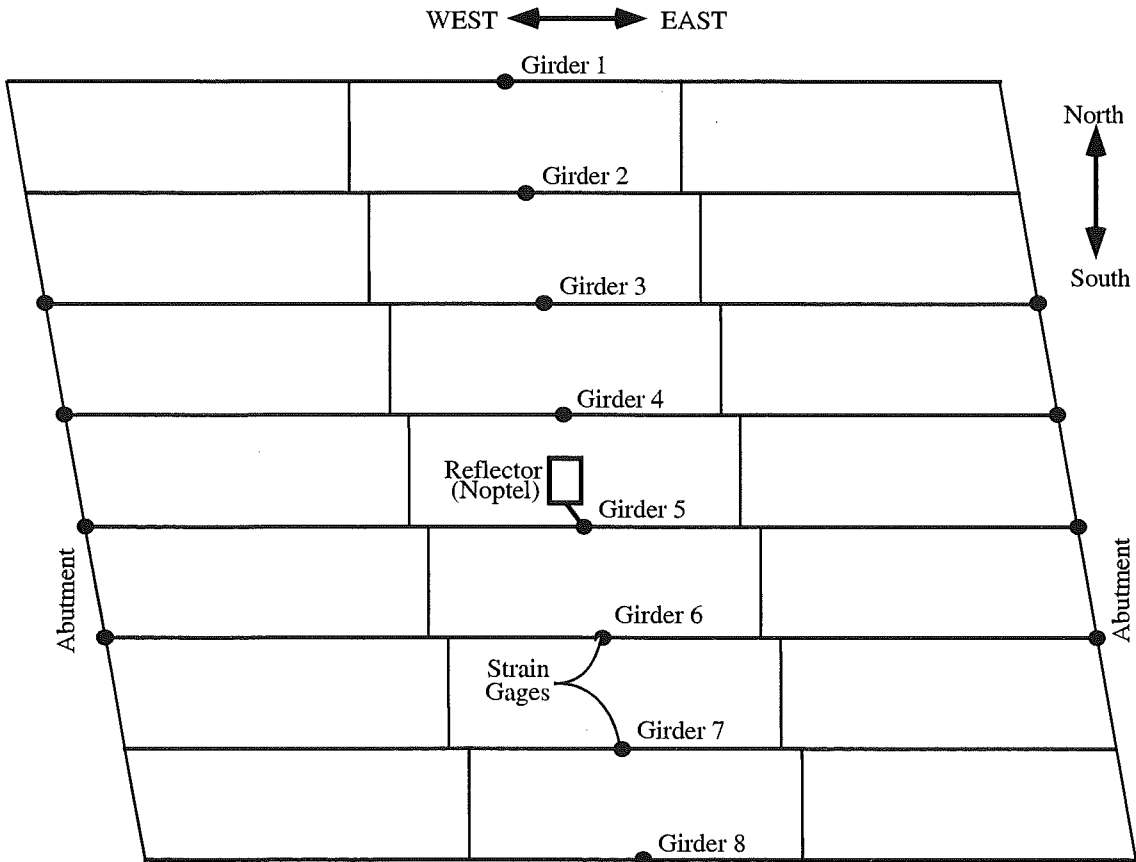 WEST EAST
Girder 1
North
Girder 2
South
Girder 3
Girder 4
Reflector
(Noptel)
Girder 5
Abutment
Abutment
Girder 6
Strain
Gages
Girder 7
Girder 8